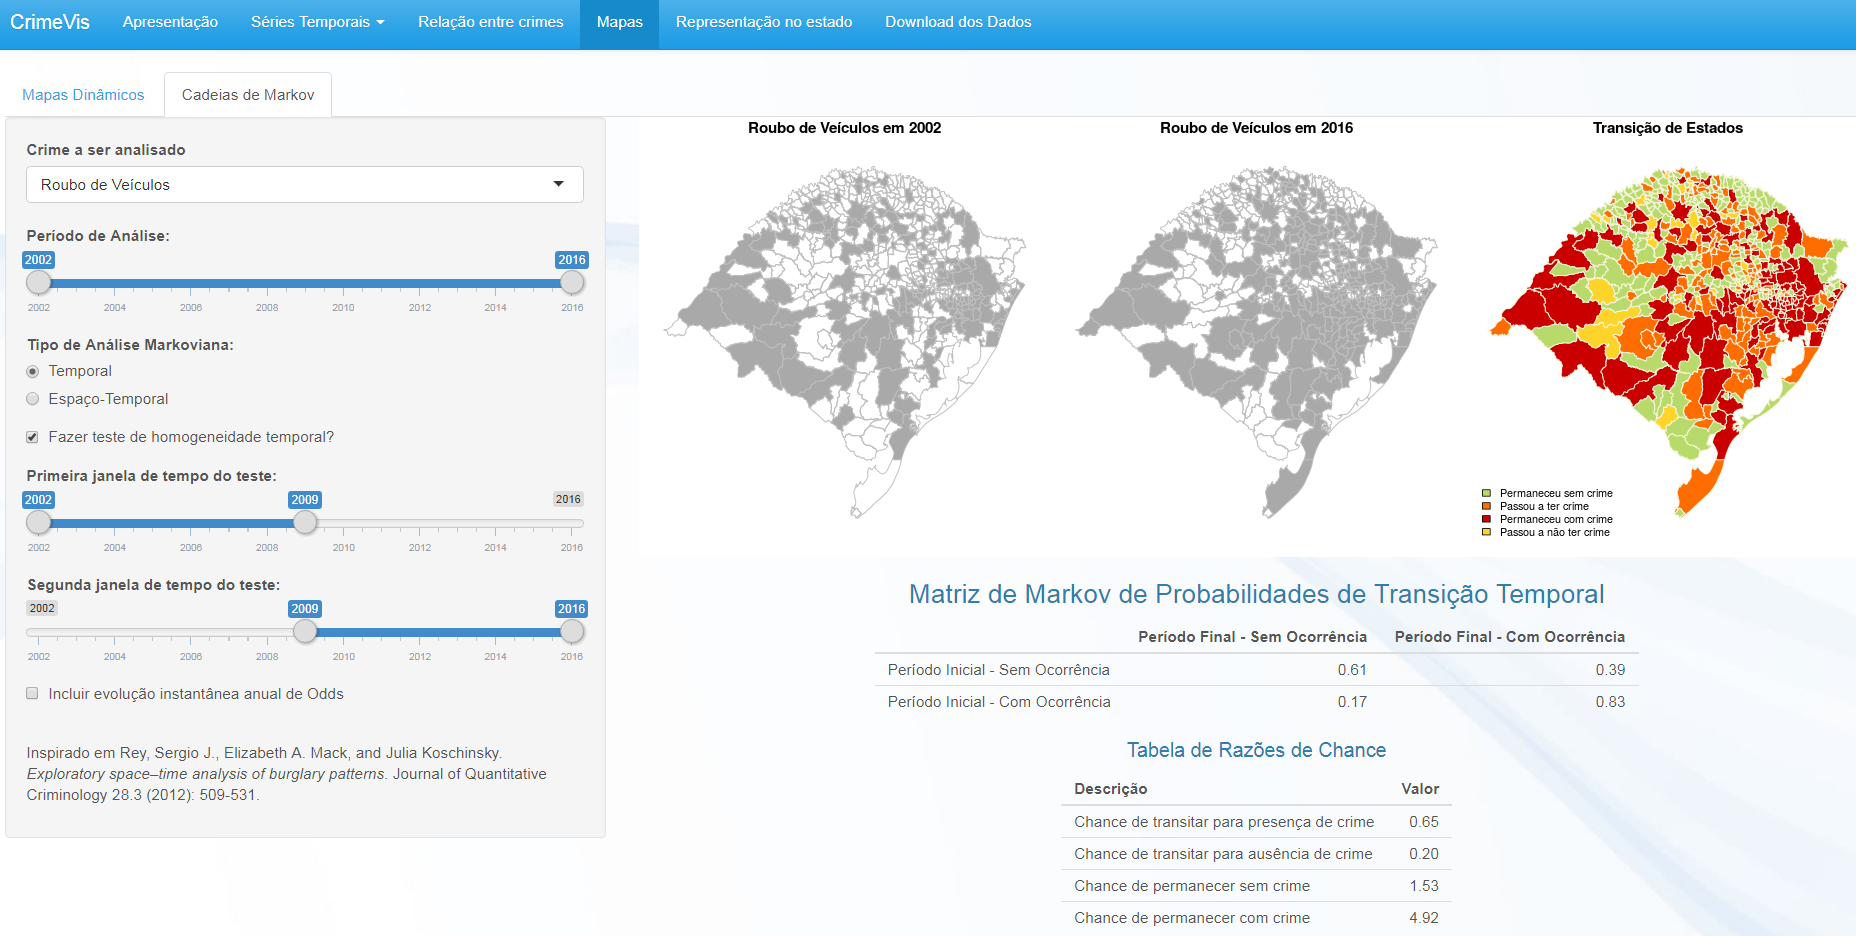 CrimeVis Apresentação Séries Temporais Relação entre crimes Mapas Representação no estado Download dos Dados
Mapas Dinâmicos Cadeias de Markov
Crime a ser analisado
Roubo de Veículos
Período de Análise:
2002 2016
2002 2004 2006 2008 2010 2012 2014 2016
Tipo de Análise Markoviana:
Temporal
Espaço-Temporal
Fazer teste de homogeneidade temporal?
Primeira janela de tempo do teste:
2002 2009 2016
2002 2004 2006 2008 2010 2012 2014 2016
Segunda janela de tempo do teste:
2002 2009 2016
2002 2004 2006 2008 2010 2012 2014 2016
Incluir evolução instantânea anual de Odds
Inspirado em Rey, Sergio J., Elizabeth A. Mack, and Julia Koschinsky.
Exploratory space–time analysis of burglary patterns. Journal of Quantitative
Criminology 28.3 (2012): 509-531.
Roubo de Veículos em 2002 Roubo de Veículos em 2016 Transição de Estados
Permaneceu sem crime
Passou a ter crime
Permaneceu com crime
Passou a não ter crime
Matriz de Markov de Probabilidades de Transição Temporal
Período Final - Sem Ocorrência Período Final - Com Ocorrência
Período Inicial - Sem Ocorrência 0.61 0.39
Período Inicial - Com Ocorrência 0.17 0.83
Tabela de Razões de Chance
Descrição Valor
Chance de transitar para presença de crime 0.65
Chance de transitar para ausência de crime 0.20
Chance de permanecer sem crime 1.53
Chance de permanecer com crime 4.92